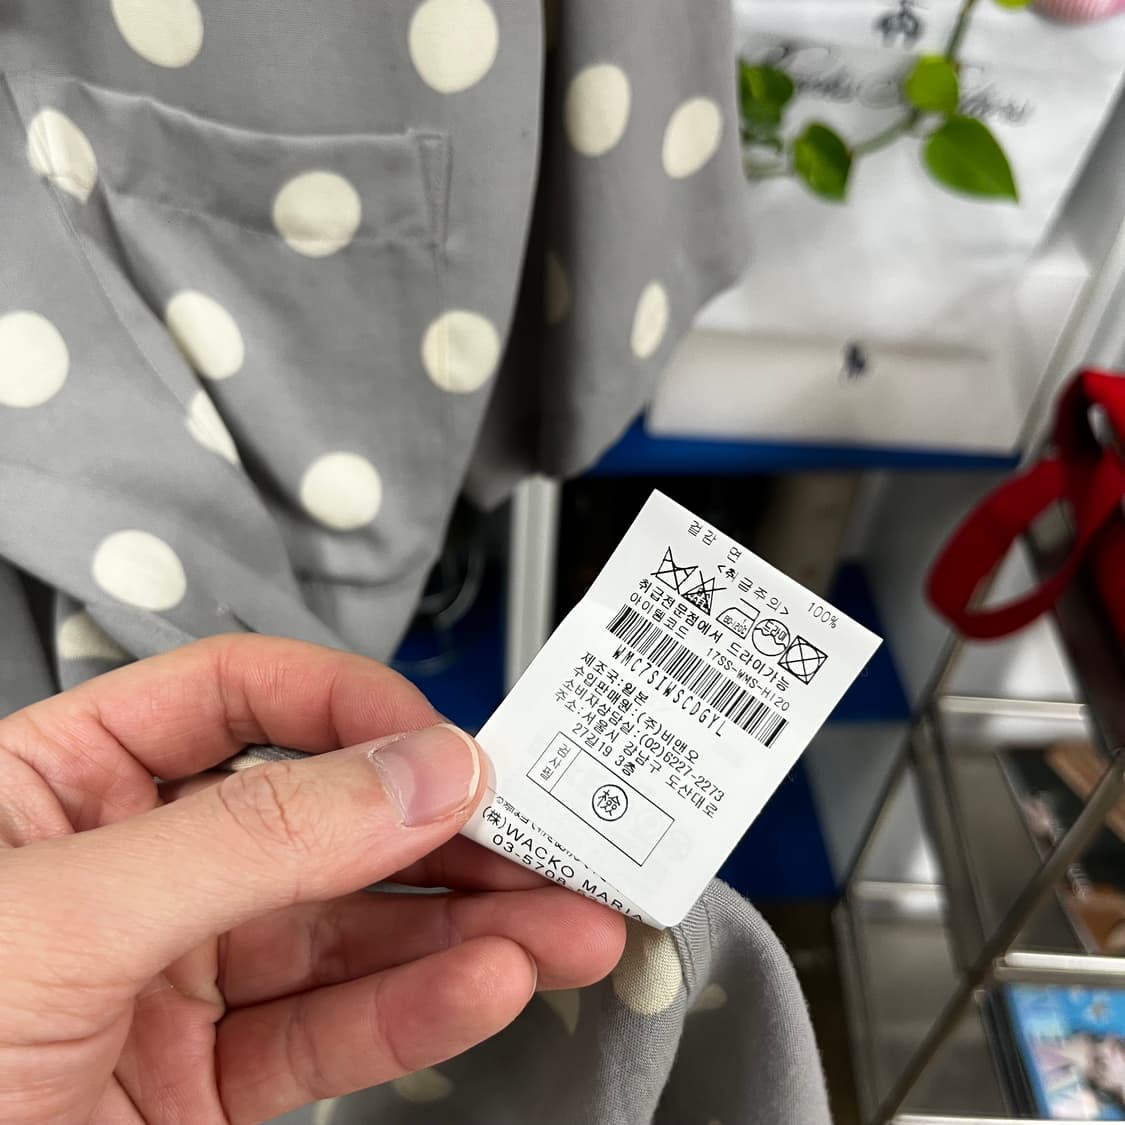 겉감 면 100%
<취급주의>
취급전문점에서 드라이가능
아이템코드 17SS-WMS-HI20
WMC7SIWSCDGYL
제조국:일본
수입판매원:(주)비맨오
소비자상담실:(02)6227-2273
주소:서울시 강남구 도산대로
27길19 3층
검사필 檢
(株)WACKO MARIA
03-5708